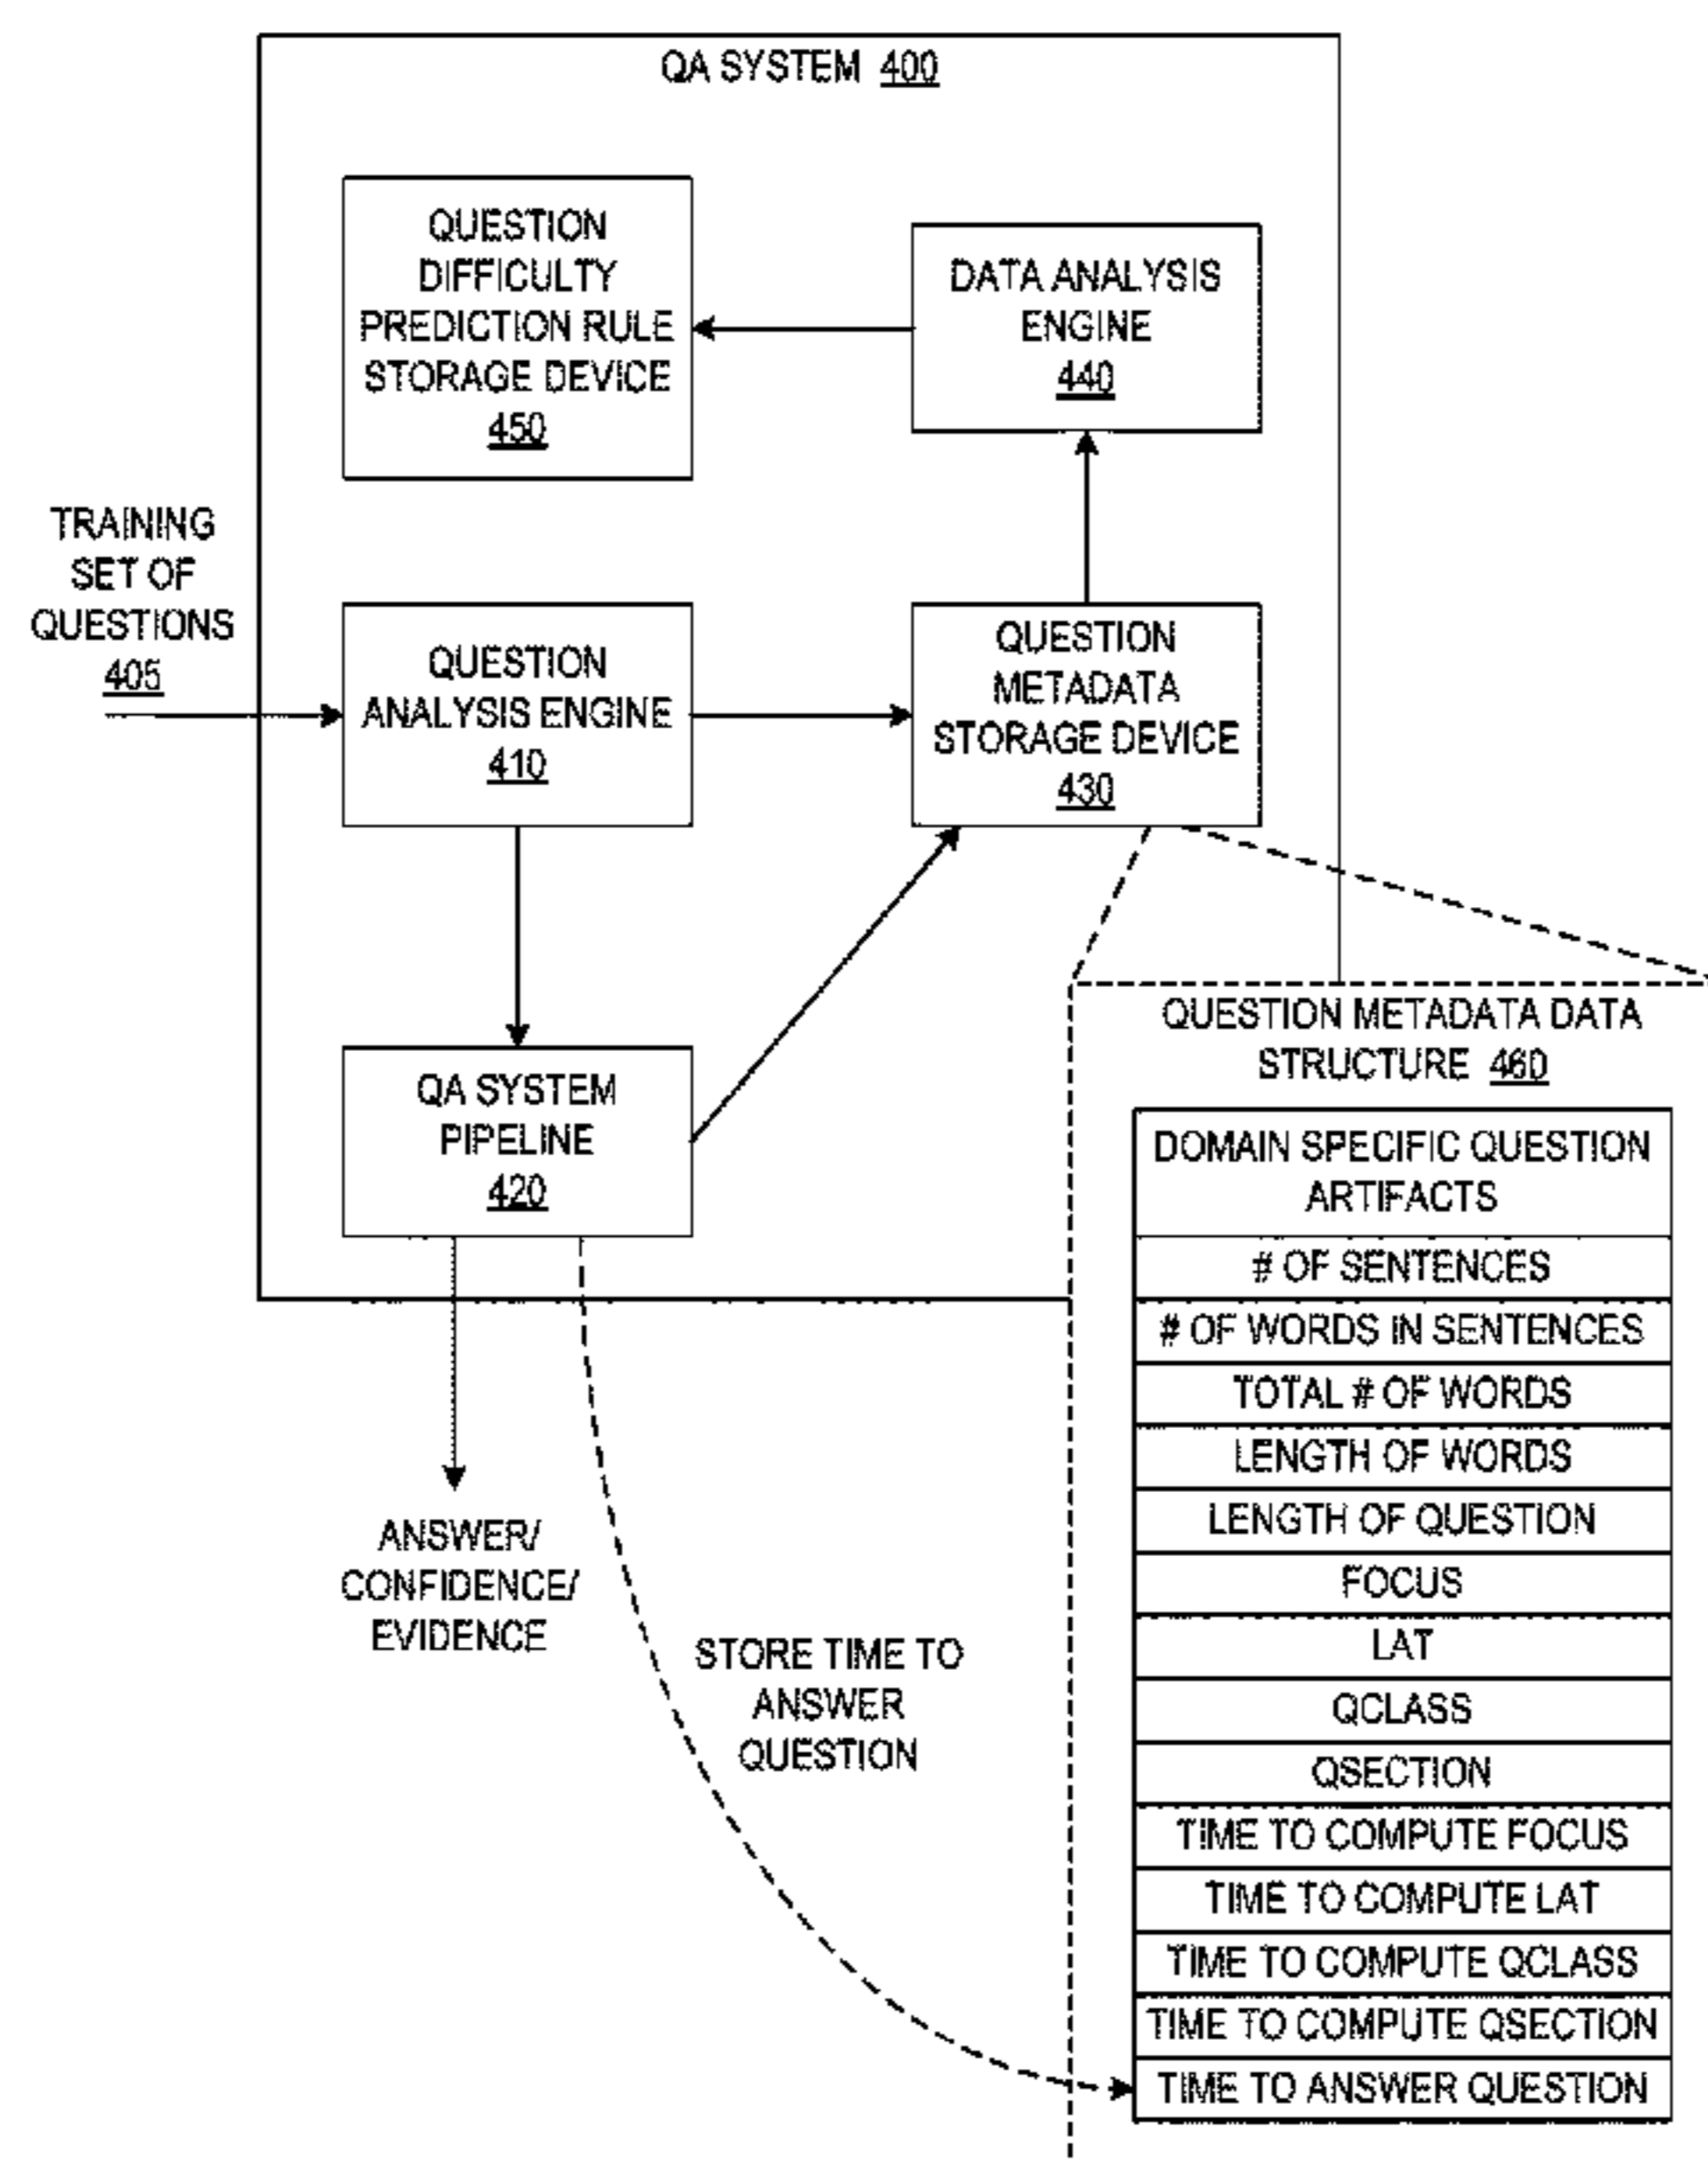 QA SYSTEM 400
QUESTION
DIFFICULTY
PREDICTION RULE
STORAGE DEVICE
450
DATA ANALYSIS
ENGINE
440
TRAINING
SET OF
QUESTIONS
405
QUESTION
ANALYSIS ENGINE
410
QUESTION
METADATA
STORAGE DEVICE
430
QA SYSTEM
PIPELINE
420
QUESTION METADATA DATA
STRUCTURE 460
DOMAIN SPECIFIC QUESTION
ARTIFACTS
# OF SENTENCES
# OF WORDS IN SENTENCES
TOTAL # OF WORDS
LENGTH OF WORDS
LENGTH OF QUESTION
FOCUS
LAT
QCLASS
QSECTION
TIME TO COMPUTE FOCUS
TIME TO COMPUTE LAT
TIME TO COMPUTE QCLASS
TIME TO COMPUTE QSECTION
TIME TO ANSWER QUESTION
ANSWER/
CONFIDENCE/
EVIDENCE
STORE TIME TO
ANSWER
QUESTION